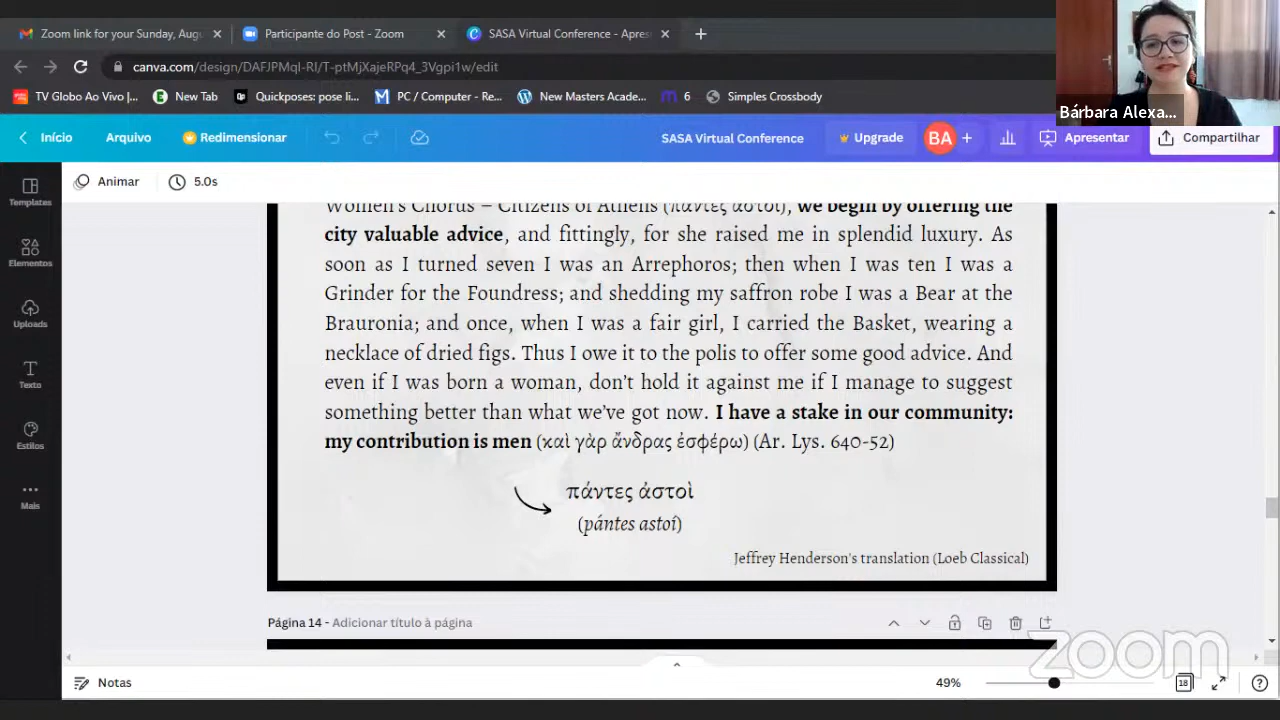 Zoom link for your Sunday, Augu
Participante do Post - Zoom
SASA Virtual Conference - Apres
canva.com/design/DAFJPMqI-RI/T-ptMjXajeRPq4_3Vgpi1w/edit
TV Globo Ao Vivo |...
New Tab
Quickposes: pose li...
PC / Computer - Re...
New Masters Acade...
6
Simples Crossbody
Bárbara Alexa...
Início
Arquivo
Redimensionar
SASA Virtual Conference
Upgrade
BA
Apresentar
Compartilhar
Animar
5.0s
Templates
Elementos
Uploads
Texto
Estilos
Mais
Women's Chorus – Citizens of Athens (πάντες ἀστοί), we begin by offering the
city valuable advice, and fittingly, for she raised me in splendid luxury. As
soon as I turned seven I was an Arrephoros; then when I was ten I was a
Grinder for the Foundress; and shedding my saffron robe I was a Bear at the
Brauronia; and once, when I was a fair girl, I carried the Basket, wearing a
necklace of dried figs. Thus I owe it to the polis to offer some good advice. And
even if I was born a woman, don't hold it against me if I manage to suggest
something better than what we've got now. I have a stake in our community:
my contribution is men (καὶ γὰρ ἄνδρας ἐσφέρω) (Ar. Lys. 640-52)
πάντες ἀστοὶ
(pántes astoí)
Jeffrey Henderson's translation (Loeb Classical)
Página 14 - Adicionar título à página
zoom
Notas
49%
18